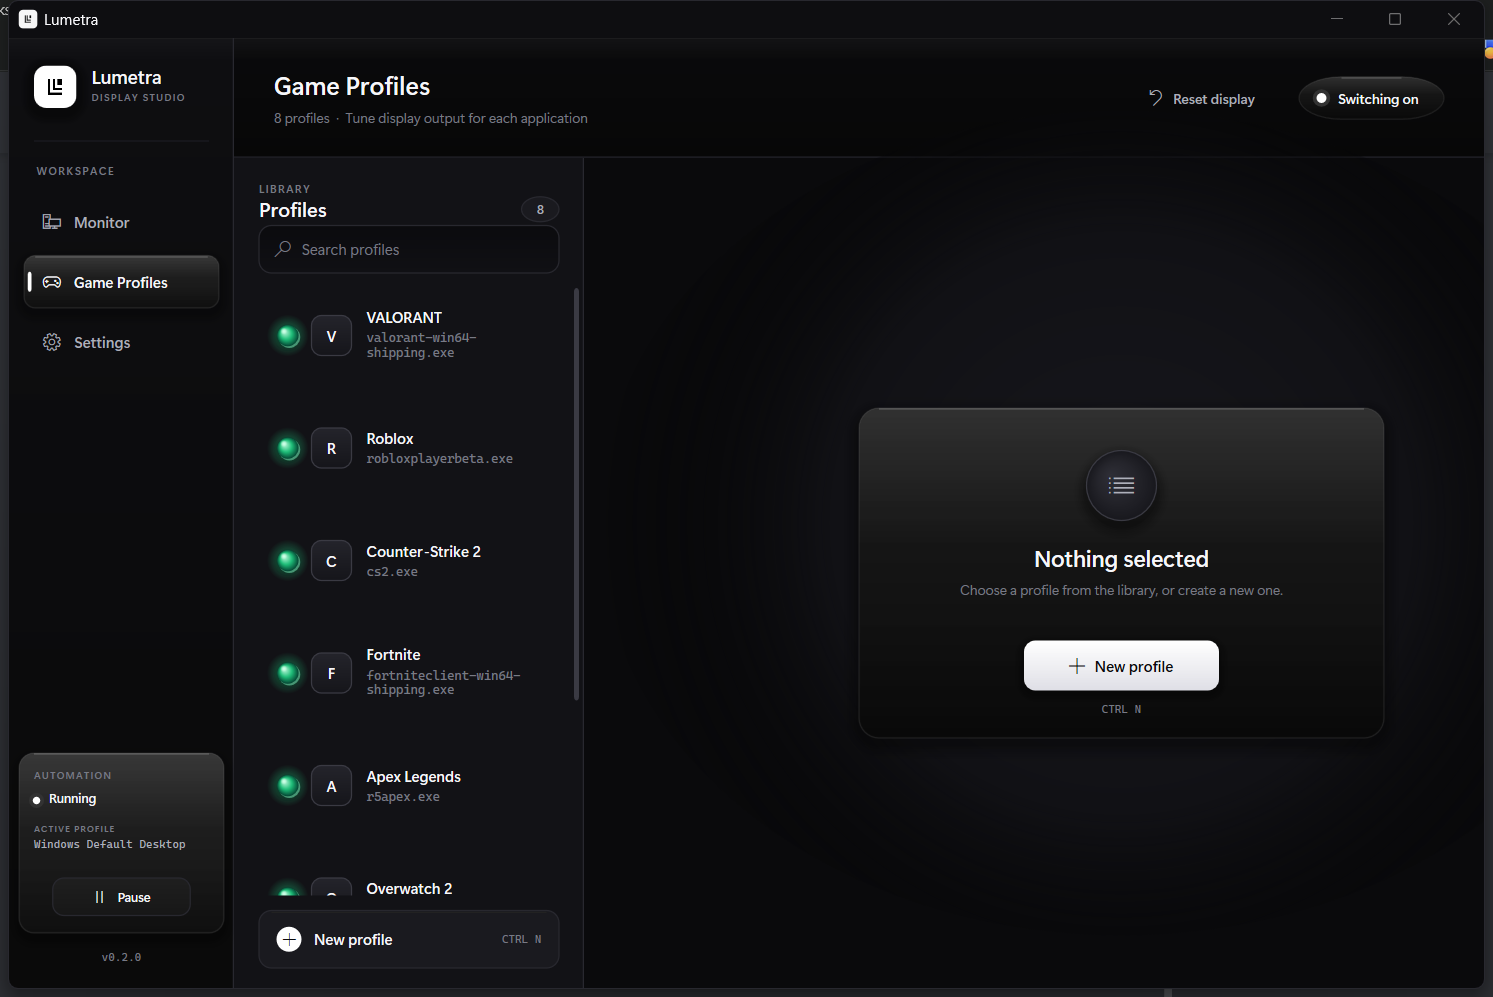 Lumetra
Lumetra
DISPLAY STUDIO
WORKSPACE
Monitor
Game Profiles
Settings
AUTOMATION
Running
ACTIVE PROFILE
Windows Default Desktop
Pause
v0.2.0
Game Profiles
8 profiles · Tune display output for each application
Reset display
Switching on
LIBRARY
Profiles
8
Search profiles
V
VALORANT
valorant-win64-
shipping.exe
R
Roblox
robloxplayerbeta.exe
C
Counter-Strike 2
cs2.exe
F
Fortnite
fortniteclient-win64-
shipping.exe
A
Apex Legends
r5apex.exe
Overwatch 2
New profile
CTRL N
Nothing selected
Choose a profile from the library, or create a new one.
New profile
CTRL N